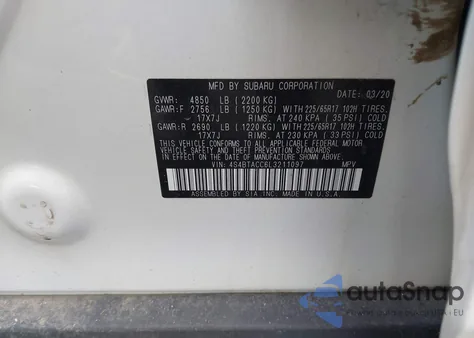 MFD BY SUBARU CORPORATION
DATE: 03/20
GVWR: 4850 LB (2200 KG)
GAWR:F 2756 LB (1250 KG) WITH 225/65R17 102H TIRES,
17X7J RIMS, AT 240 KPA (35 PSI) COLD
GAWR:R 2690 LB (1220 KG) WITH 225/65R17 102H TIRES,
17X7J RIMS, AT 230 KPA (33 PSI) COLD
THIS VEHICLE CONFORMS TO ALL APPLICABLE FEDERAL MOTOR
VEHICLE SAFETY, BUMPER, AND THEFT PREVENTION STANDARDS
IN EFFECT ON THE DATE OF MANUFACTURE SHOWN ABOVE.
VIN: 4S4BTACC6L3211097 MPV
ASSEMBLED BY SIA, INC. MADE IN U.S.A.
autoSnap